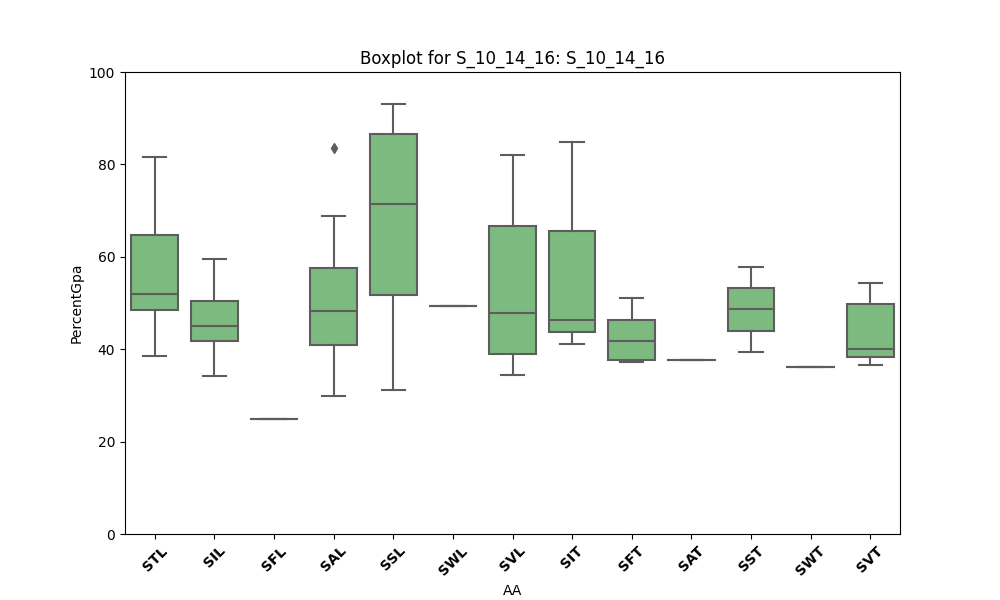 Boxplot for S_10_14_16: S_10_14_16
PercentGpa
100
80
60
40
20
0
STL SIL SFL SAL SSL SWL SVL SIT SFT SAT SST SWT SVT
AA